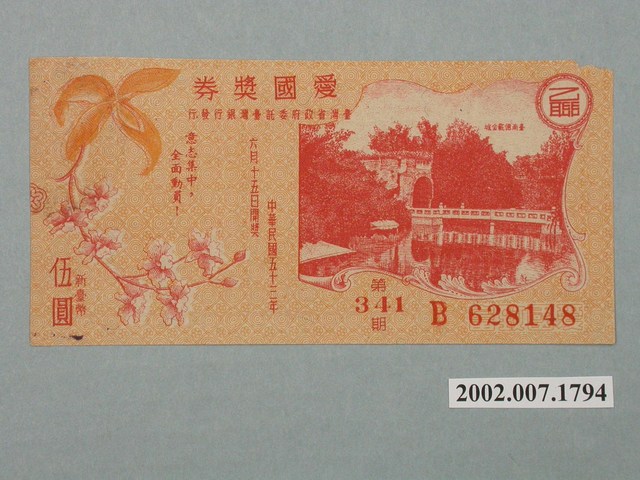 愛國獎券
臺灣省政府委託臺灣銀行發行
乙聯
中華民國五十三年
六月十五日開獎
意志集中，
全面動員！
新臺幣
伍圓
第
341
期
B 628148
2002.007.1794